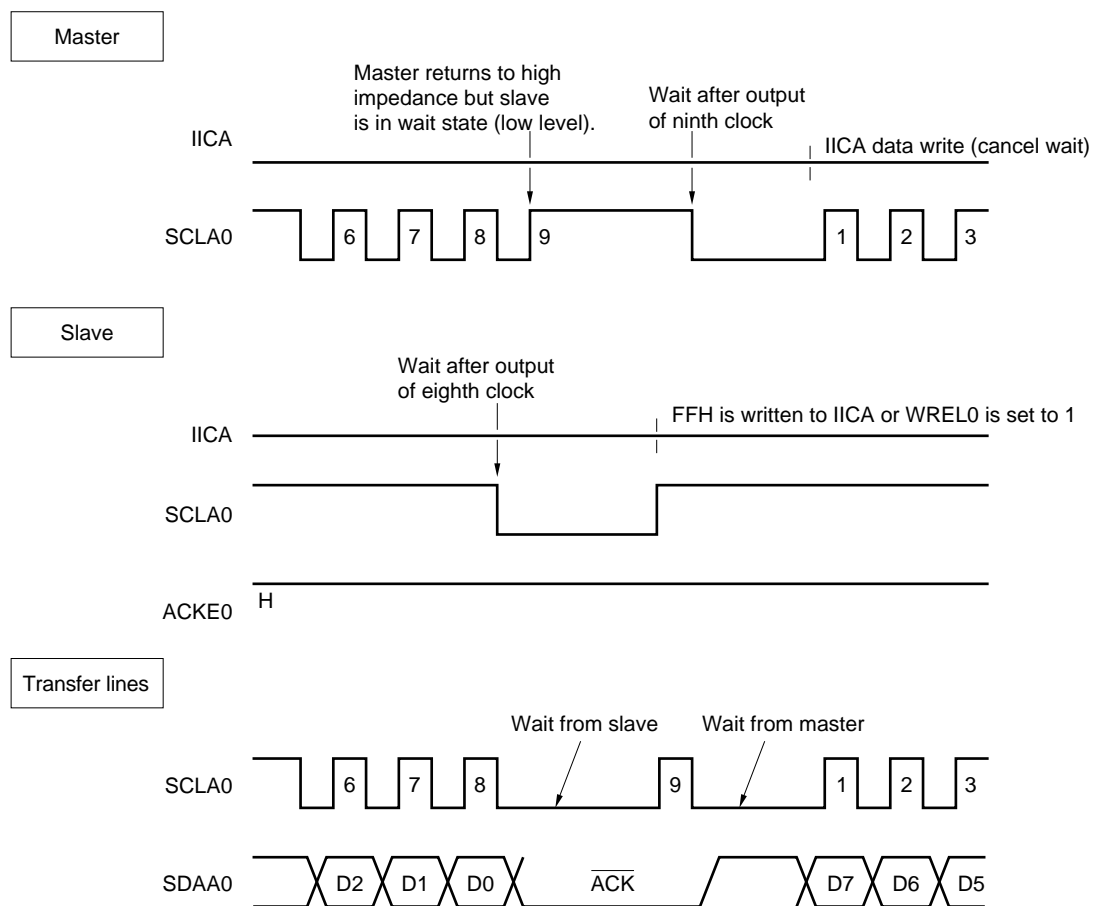 Master
Master returns to high
impedance but slave
is in wait state (low level).
Wait after output
of ninth clock
IICA
IICA data write (cancel wait)
SCLA0
6 7 8 9 1 2 3
Slave
Wait after output
of eighth clock
FFH is written to IICA or WREL0 is set to 1
IICA
SCLA0
H
ACKE0
Transfer lines
Wait from slave Wait from master
SCLA0
6 7 8 9 1 2 3
SDAA0
D2 D1 D0 ACK D7 D6 D5